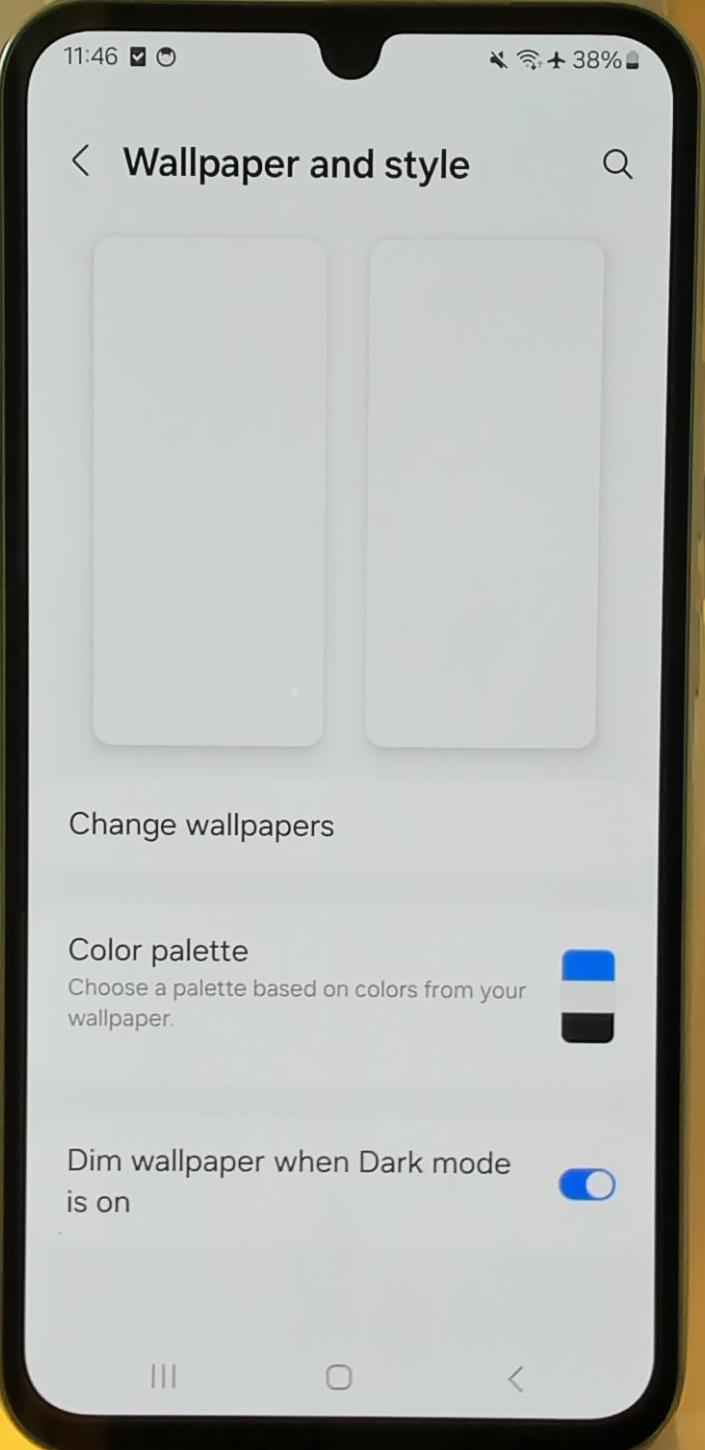 11:46 38%
Wallpaper and style
Change wallpapers
Color palette
Choose a palette based on colors from your
wallpaper.
Dim wallpaper when Dark mode
is on